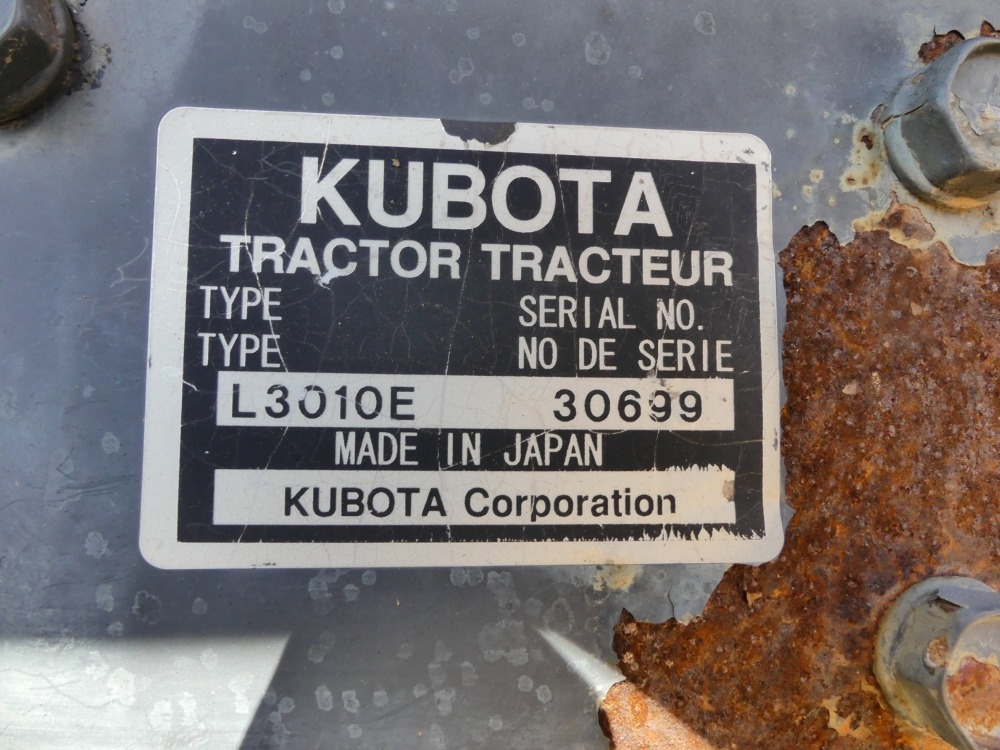 KUBOTA
TRACTOR TRACTEUR
TYPE SERIAL NO.
TYPE NO DE SERIE
L3010E 30699
MADE IN JAPAN
KUBOTA Corporation